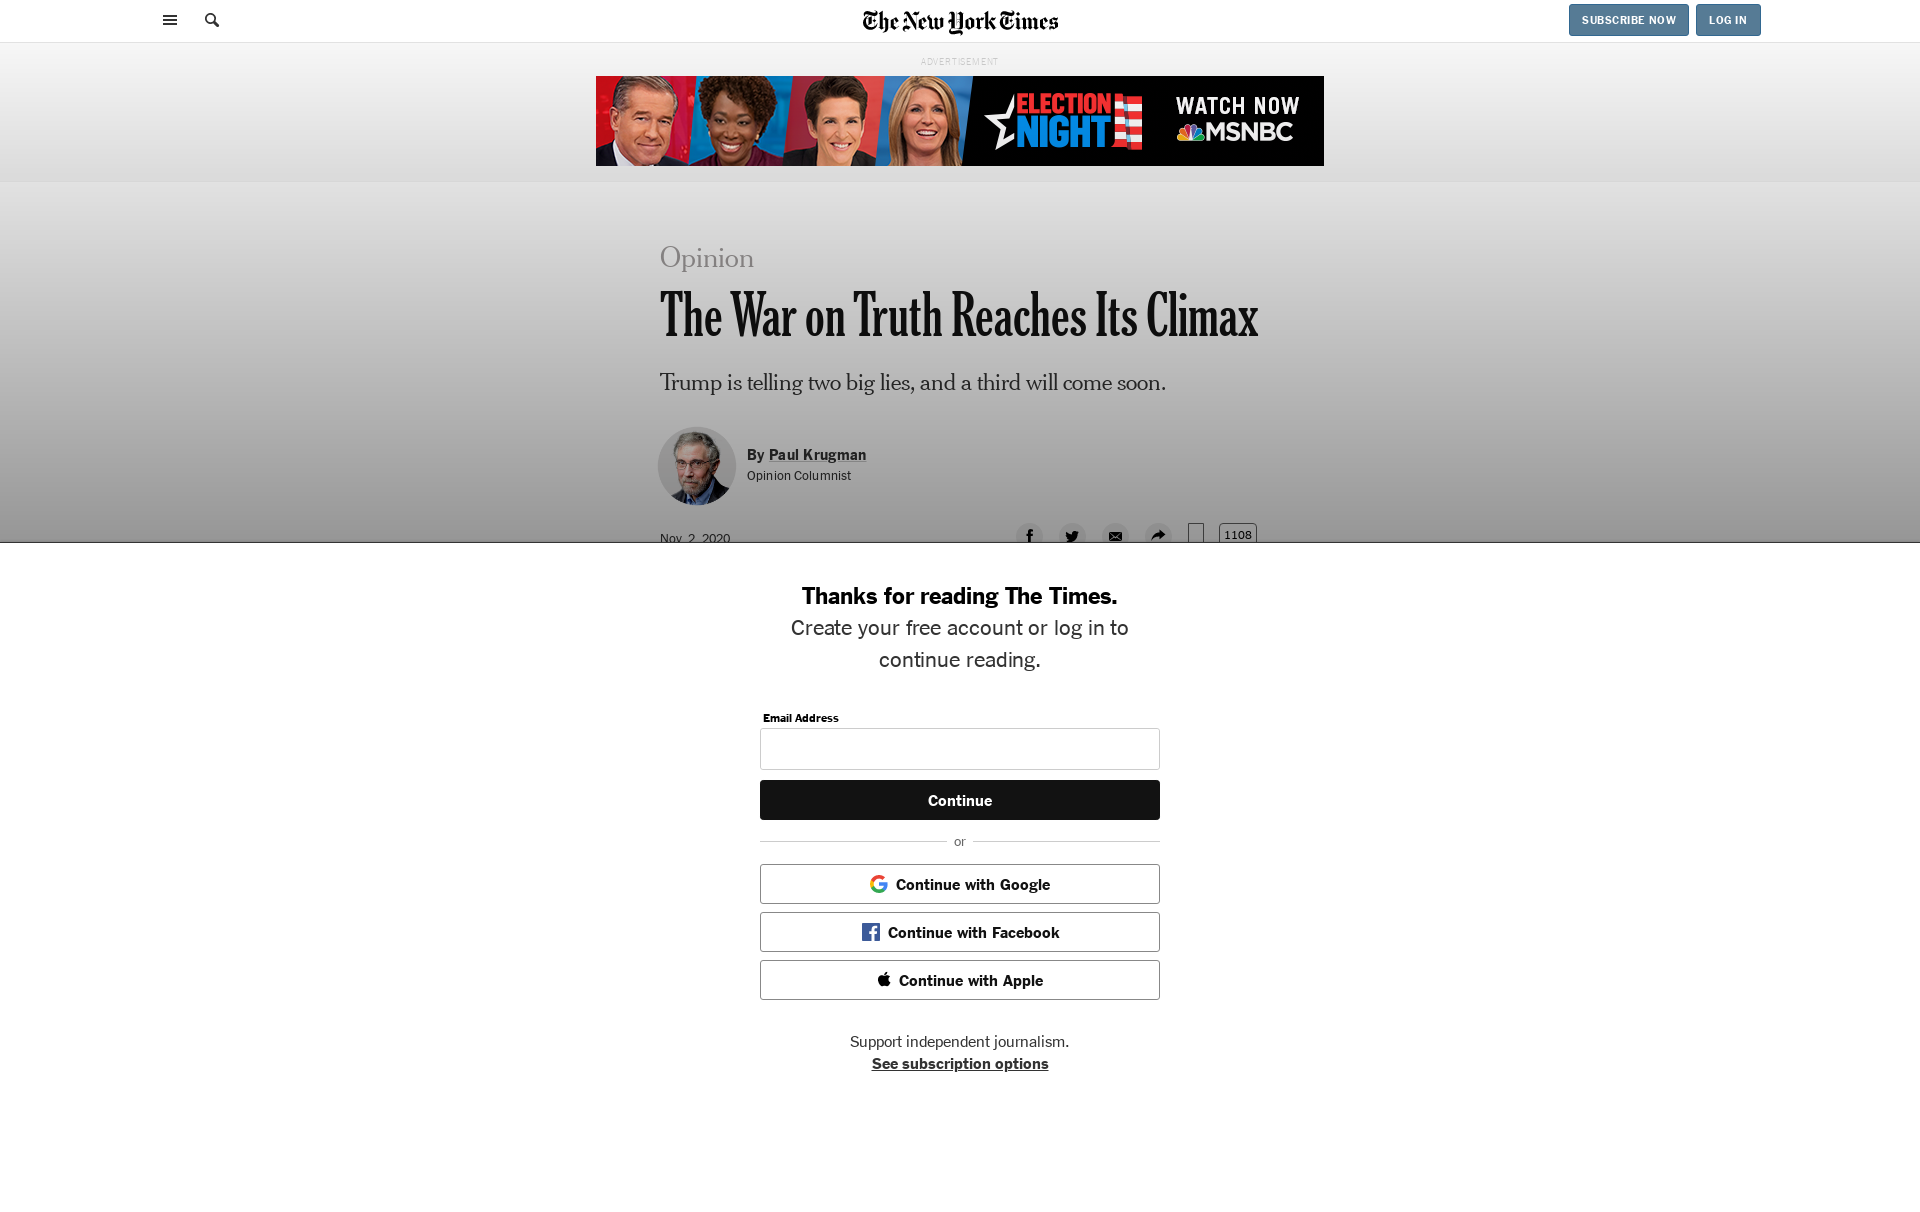 The New York Times
SUBSCRIBE NOW
LOG IN
ADVERTISEMENT
ELECTION
NIGHT
WATCH NOW
MSNBC
Opinion
The War on Truth Reaches Its Climax
Trump is telling two big lies, and a third will come soon.
By Paul Krugman
Opinion Columnist
Nov. 2, 2020
1108
Thanks for reading The Times.
Create your free account or log in to
continue reading.
Email Address
Continue
or
Continue with Google
Continue with Facebook
Continue with Apple
Support independent journalism.
See subscription options